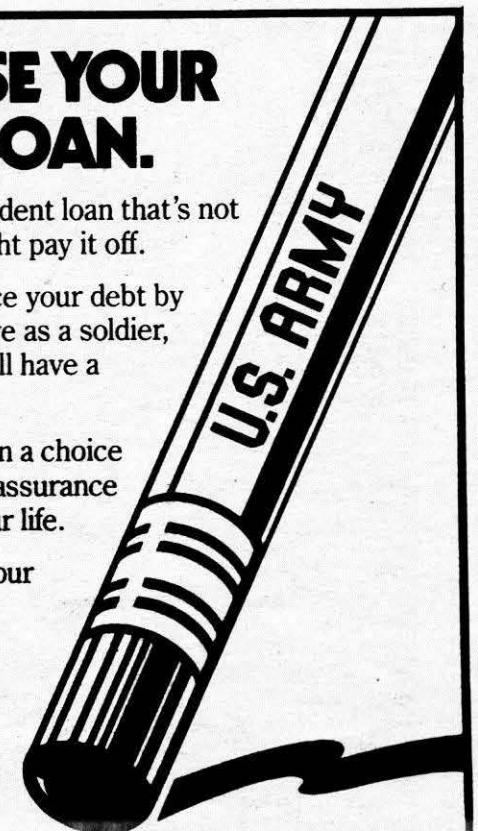 SE YOUR
OAN.
dent loan that's not
ht pay it off.
ce your debt by
ve as a soldier,
ll have a
n a choice
assurance
ur life.
our
U.S. ARMY